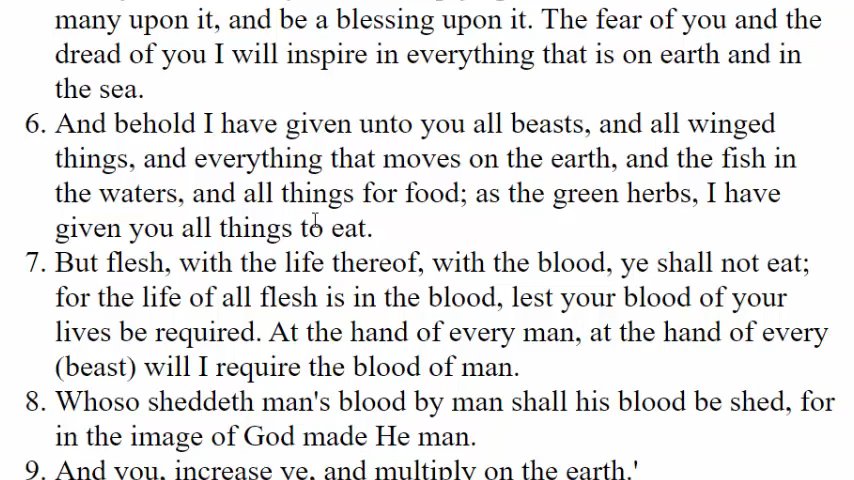 many upon it, and be a blessing upon it. The fear of you and the
dread of you I will inspire in everything that is on earth and in
the sea.
6. And behold I have given unto you all beasts, and all winged
things, and everything that moves on the earth, and the fish in
the waters, and all things for food; as the green herbs, I have
given you all things to eat.
7. But flesh, with the life thereof, with the blood, ye shall not eat;
for the life of all flesh is in the blood, lest your blood of your
lives be required. At the hand of every man, at the hand of every
(beast) will I require the blood of man.
8. Whoso sheddeth man's blood by man shall his blood be shed, for
in the image of God made He man.
9. And you, increase ye, and multiply on the earth.'